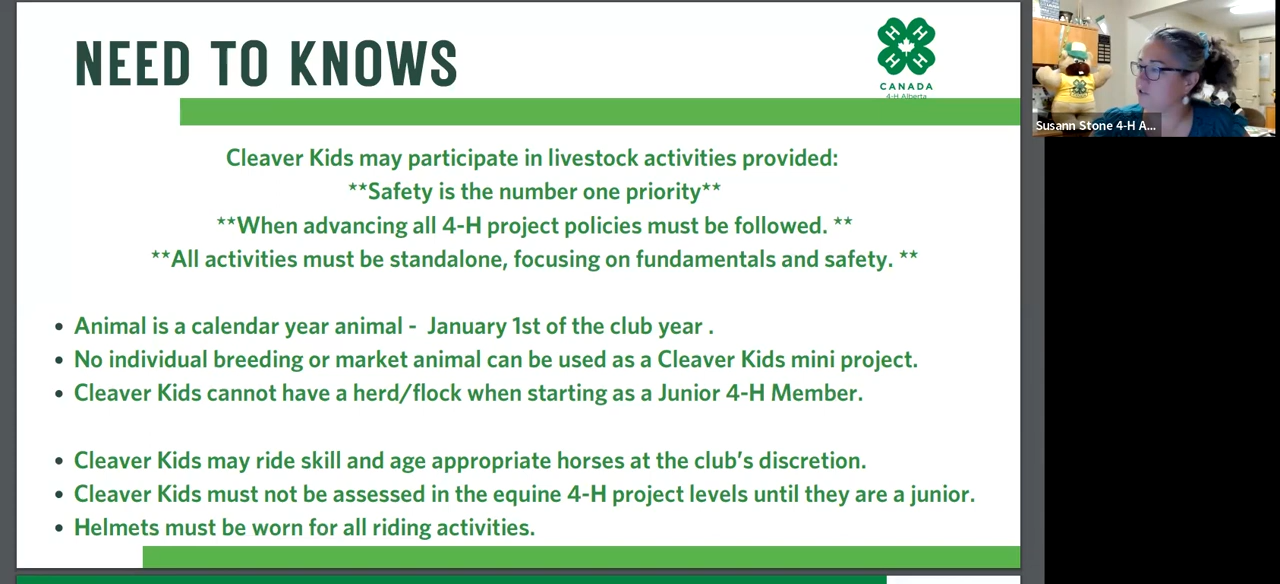 NEED TO KNOWS
H H H H
CANADA
4-H Alberta
Susann Stone 4-H A...
Cleaver Kids may participate in livestock activities provided:
**Safety is the number one priority**
**When advancing all 4-H project policies must be followed. **
**All activities must be standalone, focusing on fundamentals and safety. **
• Animal is a calendar year animal - January 1st of the club year .
• No individual breeding or market animal can be used as a Cleaver Kids mini project.
• Cleaver Kids cannot have a herd/flock when starting as a Junior 4-H Member.
• Cleaver Kids may ride skill and age appropriate horses at the club's discretion.
• Cleaver Kids must not be assessed in the equine 4-H project levels until they are a junior.
• Helmets must be worn for all riding activities.